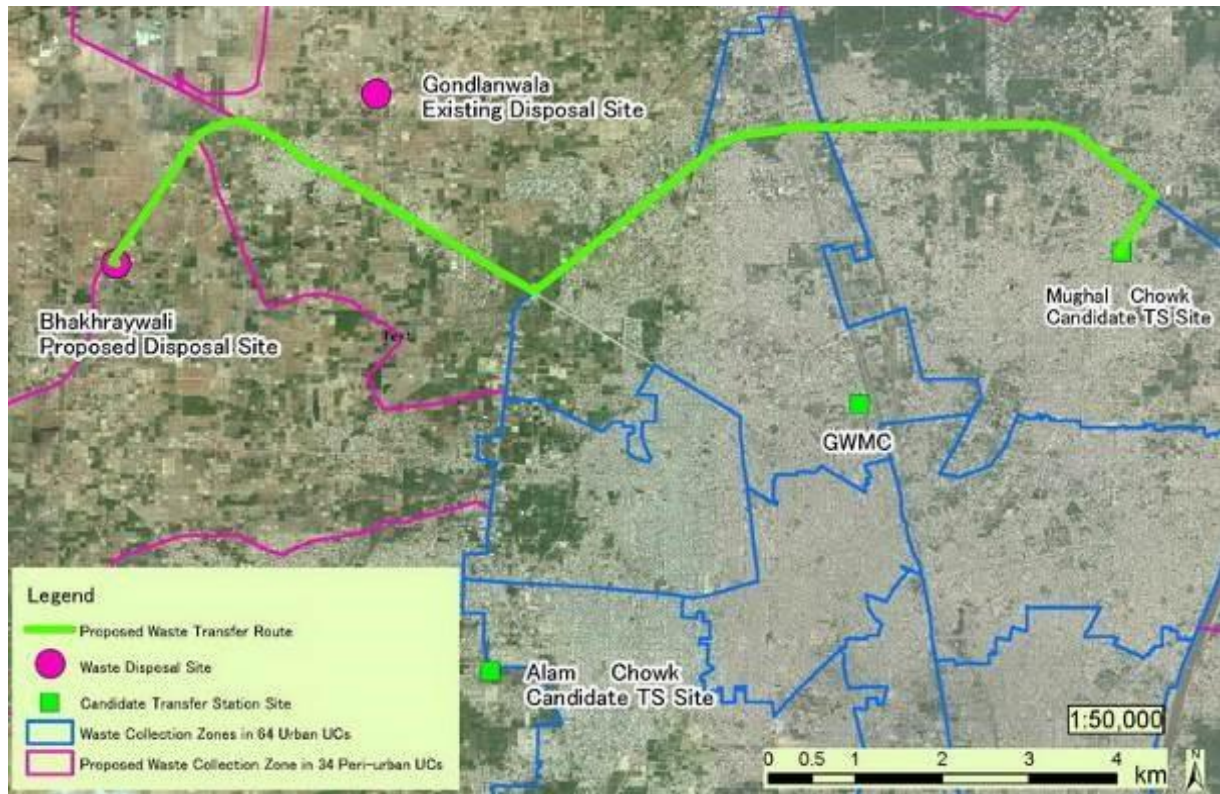 Gondlanwala
Existing Disposal Site
Bhakhraywali
Proposed Disposal Site
Text
Mughal Chowk
Candidate TS Site
GWMC
Alam Chowk
Candidate TS Site
Legend
Proposed Waste Transfer Route
Waste Disposal Site
Candidate Transfer Station Site
Waste Collection Zones in 64 Urban UCs
Proposed Waste Collection Zone in 34 Peri-urban UCs
1:50,000
0 0.5 1 2 3 4
km
N